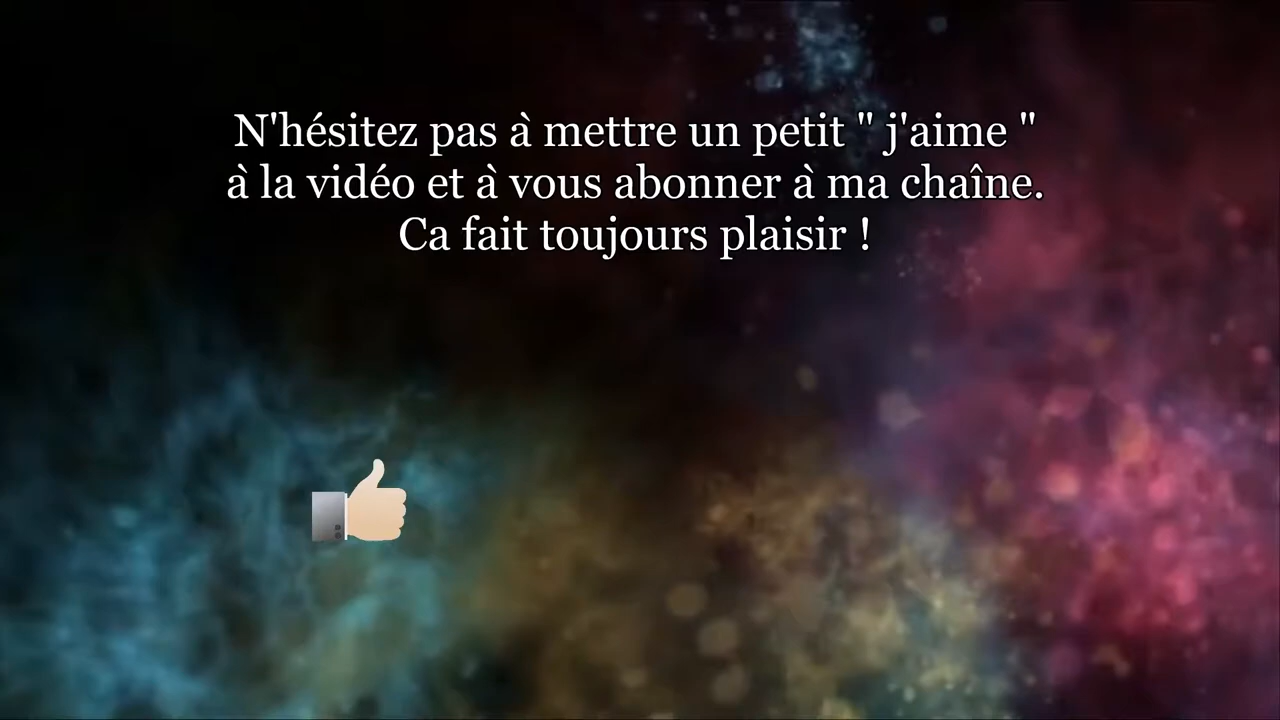 N'hésitez pas à mettre un petit " j'aime "
à la vidéo et à vous abonner à ma chaîne.
Ca fait toujours plaisir !